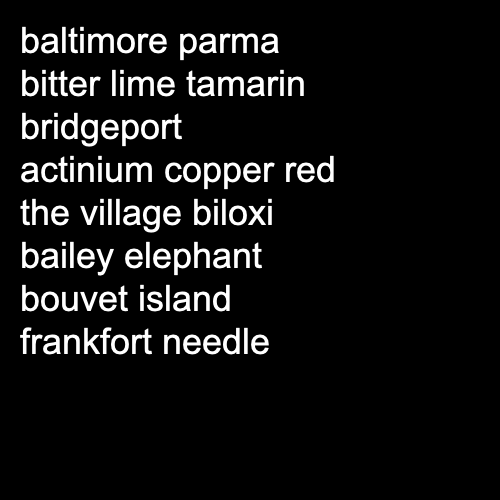 baltimore parma
bitter lime tamarin
bridgeport
actinium copper red
the village biloxi
bailey elephant
bouvet island
frankfort needle